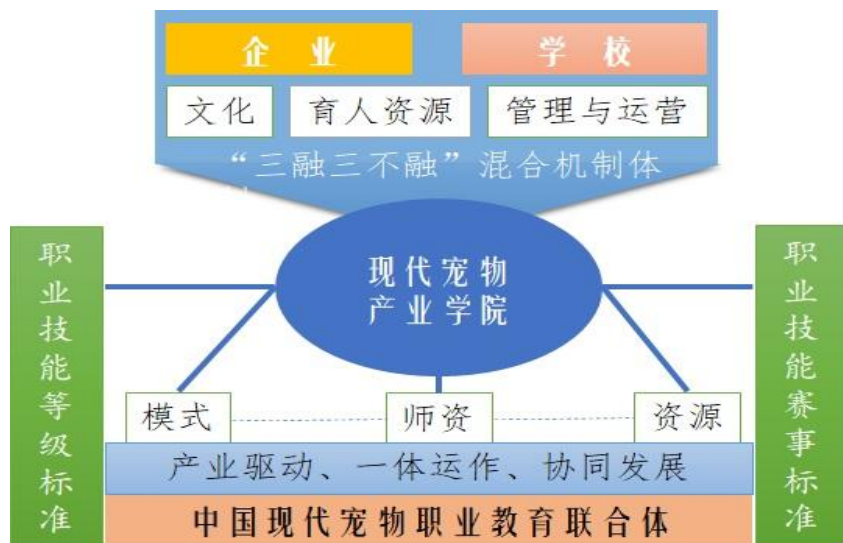 企业
学校
文化
育人资源
管理与运营
“三融三不融”混合机制体
职业技能等级标准
现代宠物
产业学院
职业技能赛事标准
模式
师资
资源
产业驱动、一体运作、协同发展
中国现代宠物职业教育联合体